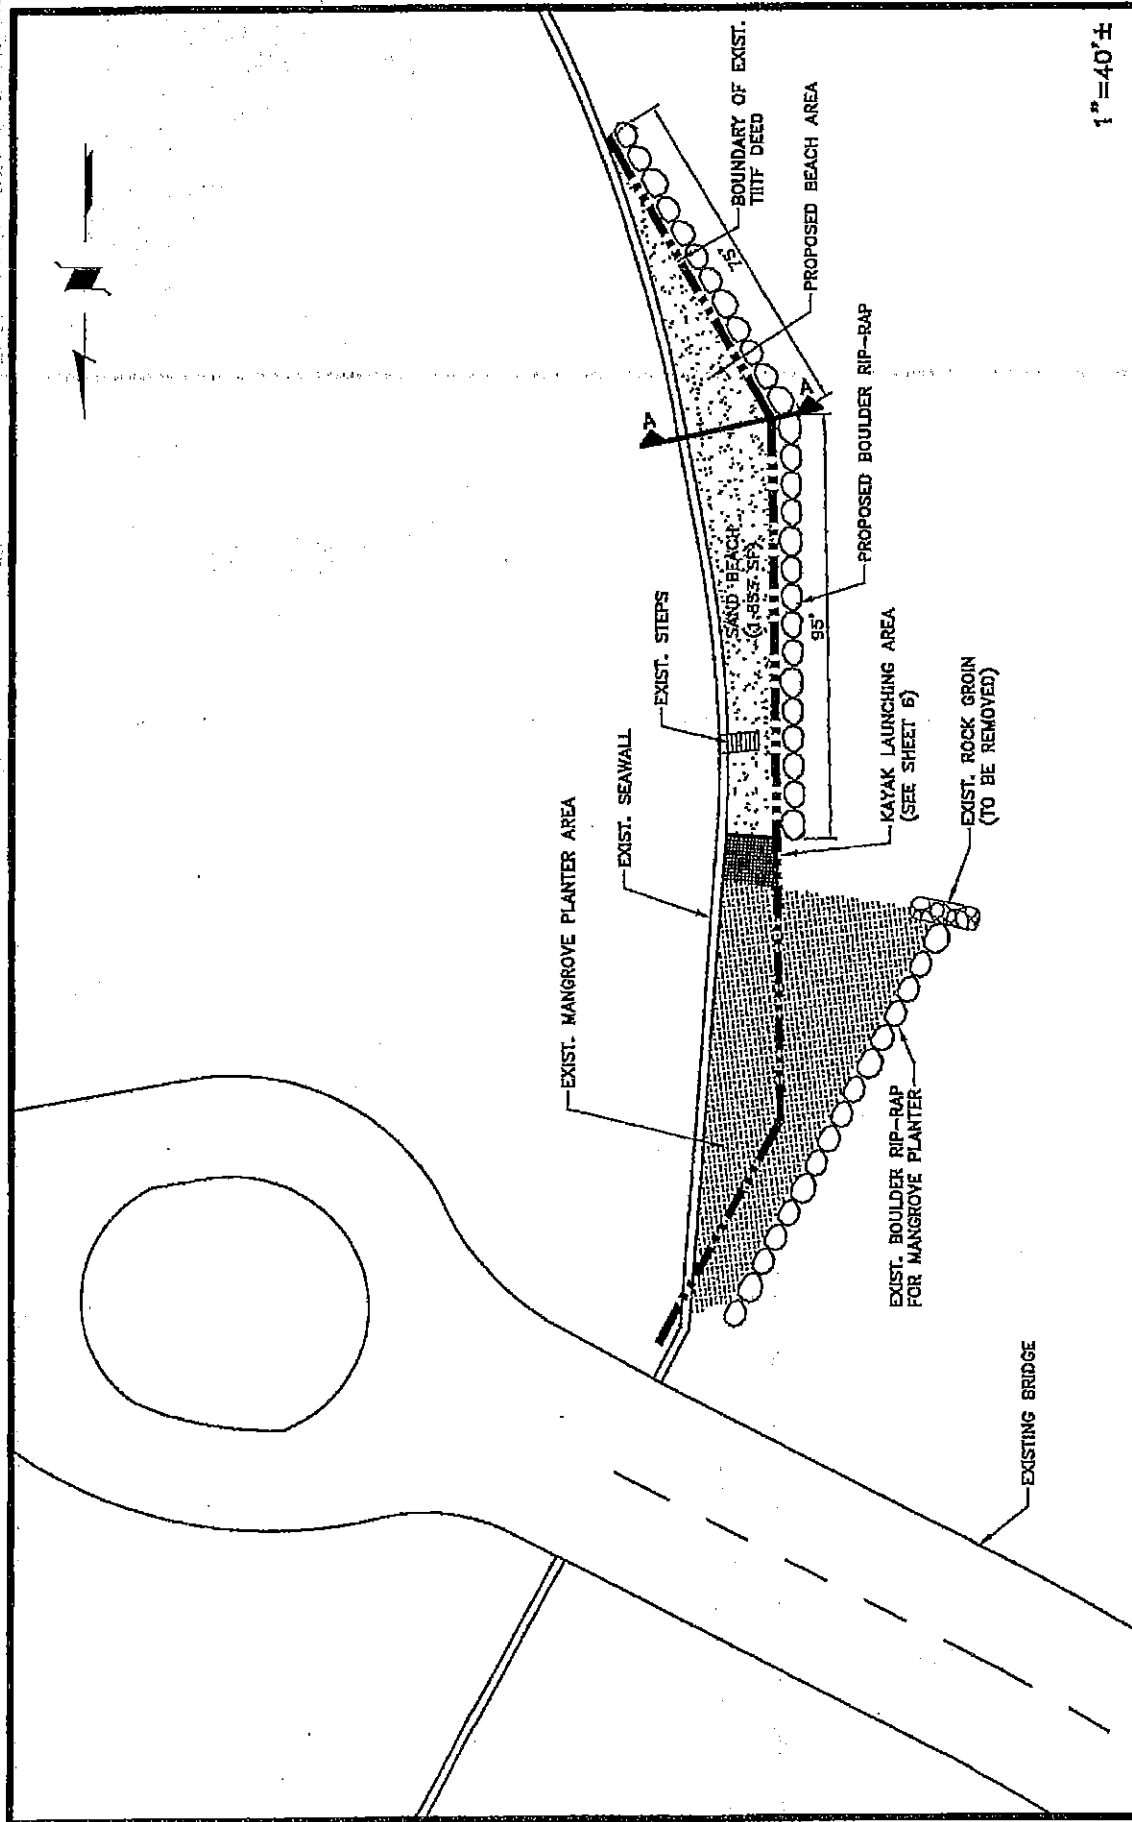 N
EXIST. MANGROVE PLANTER AREA
EXIST. SEAWALL
EXIST. STEPS
A
SAND BEACH
BOUNDARY OF EXIST.
TIITF DEED
75'
PROPOSED BEACH AREA
A
PROPOSED BOULDER RIP-RAP
95'
KAYAK LAUNCHING AREA
(SEE SHEET 6)
EXIST. ROCK GROIN
(TO BE REMOVED)
EXIST. BOULDER RIP-RAP
FOR MANGROVE PLANTER
EXISTING BRIDGE
1"=40'±